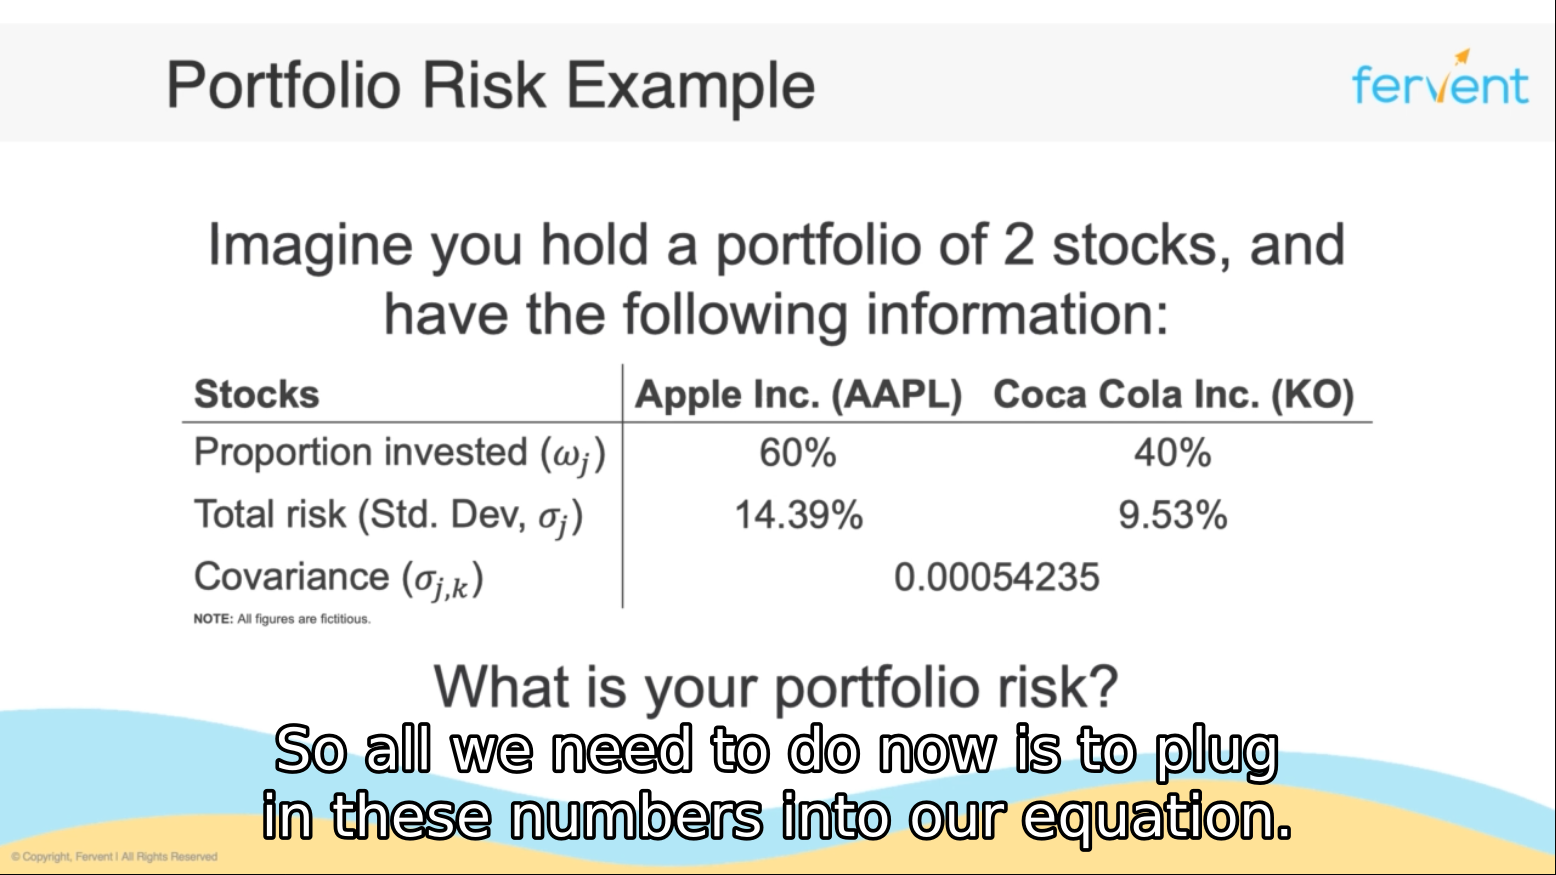 Portfolio Risk Example
fervent
Imagine you hold a portfolio of 2 stocks, and
have the following information:
Stocks Apple Inc. (AAPL) Coca Cola Inc. (KO)
Proportion invested (ωⱼ) 60% 40%
Total risk (Std. Dev, σⱼ) 14.39% 9.53%
Covariance (σⱼ,ₖ) 0.00054235
NOTE: All figures are fictitious.
What is your portfolio risk?
So all we need to do now is to plug
in these numbers into our equation.
© Copyright, Fervent | All Rights Reserved